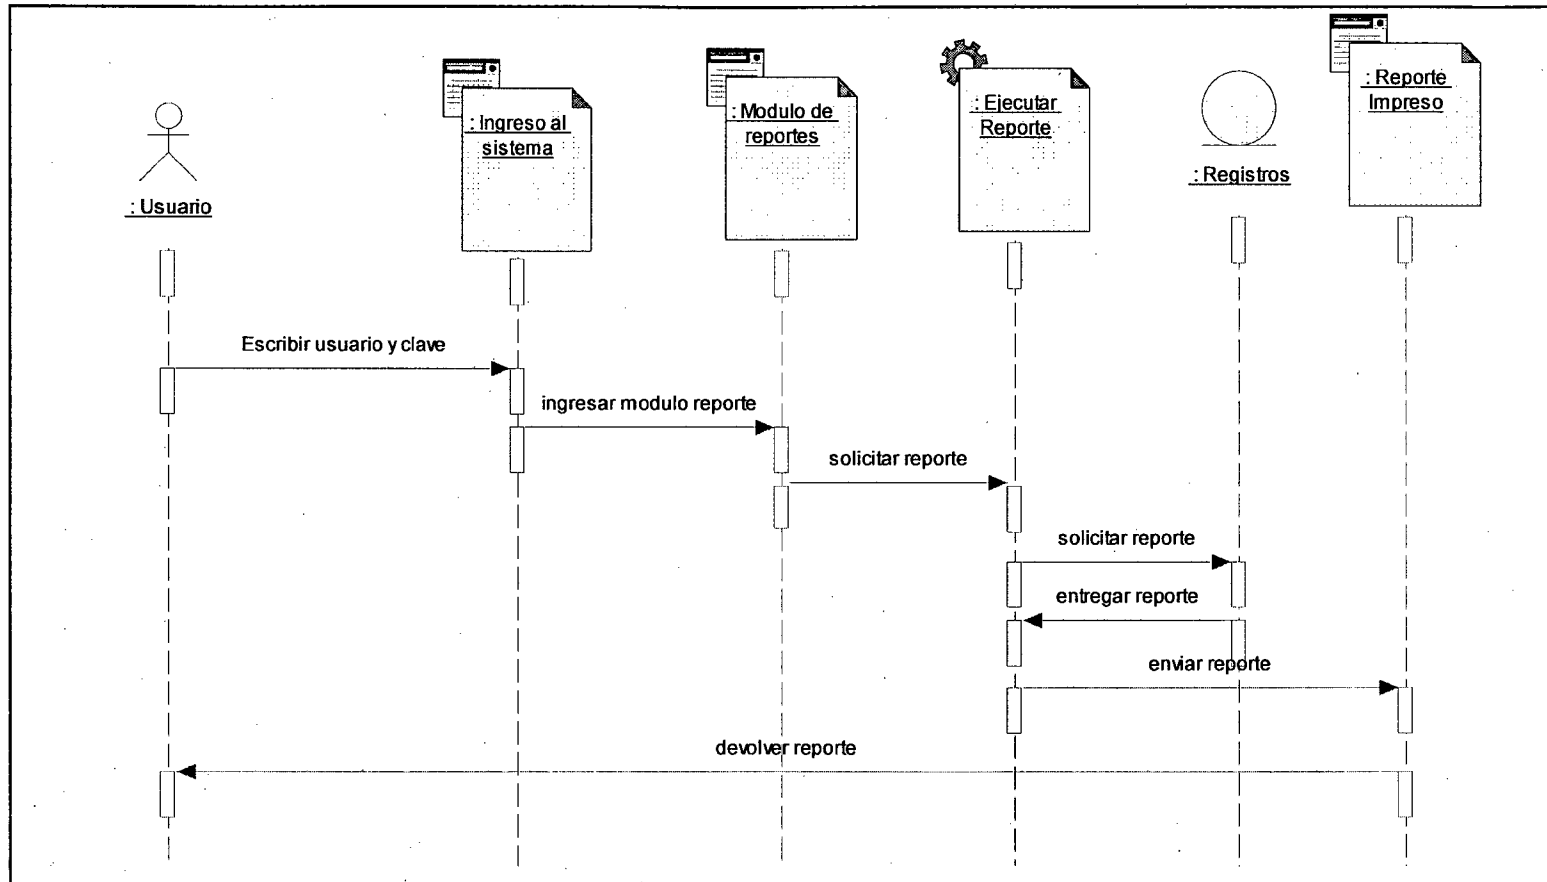 : Usuario
: Ingreso al
sistema
: Modulo de
reportes
: Ejecutar
Reporte
: Registros
: Reporte
Impreso
Escribir usuario y clave
ingresar modulo reporte
solicitar reporte
solicitar reporte
entregar reporte
enviar reporte
devolver reporte